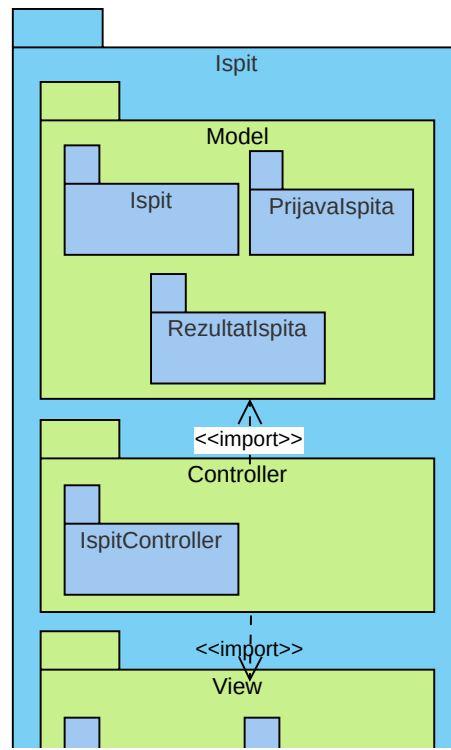 Ispit
Model
Ispit
PrijavaIspita
RezultatIspita
<<import>>
Controller
IspitController
<<import>>
View